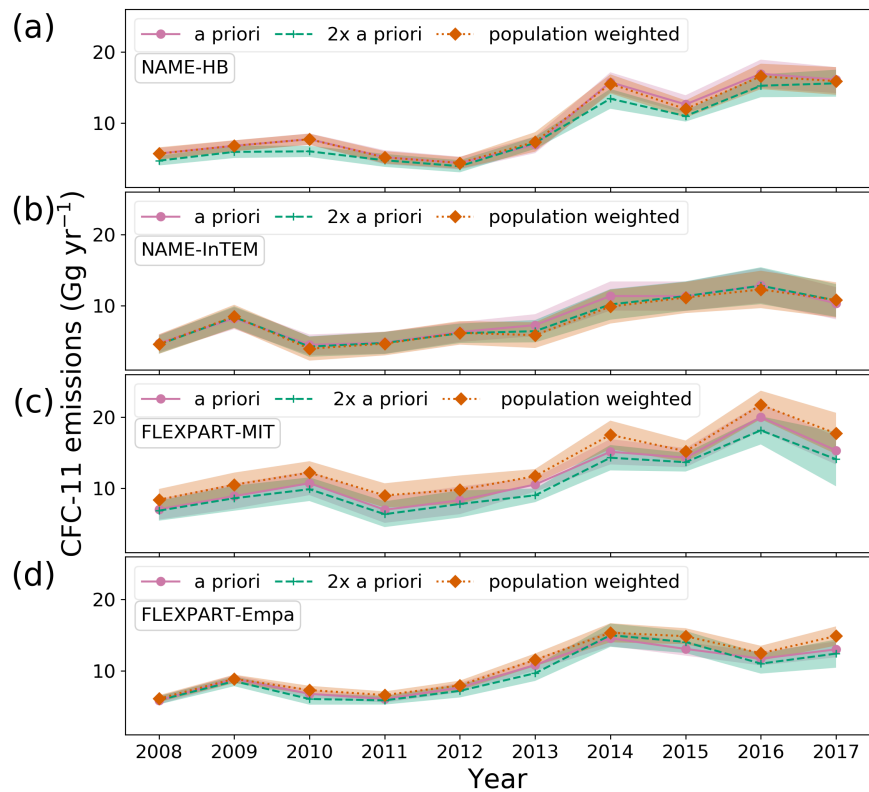 (a)
a priori 2x a priori population weighted
NAME-HB
20
10
(b)
a priori 2x a priori population weighted
NAME-InTEM
20
10
(c)
a priori 2x a priori population weighted
FLEXPART-MIT
20
10
(d)
a priori 2x a priori population weighted
FLEXPART-Empa
20
10
CFC-11 emissions (Gg yr⁻¹)
2008 2009 2010 2011 2012 2013 2014 2015 2016 2017
Year